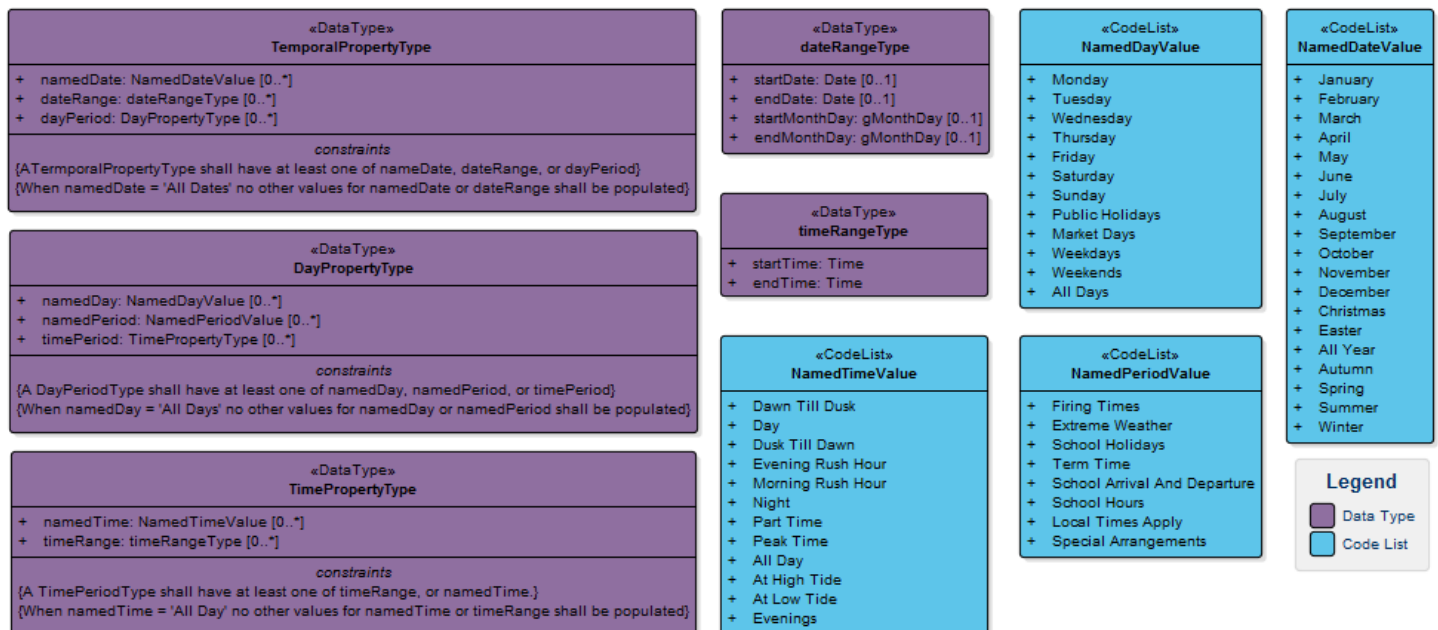 «DataType»
TemporalPropertyType
+ namedDate: NamedDateValue [0..*]
+ dateRange: dateRangeType [0..*]
+ dayPeriod: DayPropertyType [0..*]
constraints
{ATermporalPropertyType shall have at least one of nameDate, dateRange, or dayPeriod}
{When namedDate = 'All Dates' no other values for namedDate or dateRange shall be populated}
«DataType»
DayPropertyType
+ namedDay: NamedDayValue [0..*]
+ namedPeriod: NamedPeriodValue [0..*]
+ timePeriod: TimePropertyType [0..*]
constraints
{A DayPeriodType shall have at least one of namedDay, namedPeriod, or timePeriod}
{When namedDay = 'All Days' no other values for namedDay or namedPeriod shall be populated}
«DataType»
TimePropertyType
+ namedTime: NamedTimeValue [0..*]
+ timeRange: timeRangeType [0..*]
constraints
{A TimePeriodType shall have at least one of timeRange, or namedTime.}
{When namedTime = 'All Day' no other values for namedTime or timeRange shall be populated}
«DataType»
dateRangeType
+ startDate: Date [0..1]
+ endDate: Date [0..1]
+ startMonthDay: gMonthDay [0..1]
+ endMonthDay: gMonthDay [0..1]
«DataType»
timeRangeType
+ startTime: Time
+ endTime: Time
«CodeList»
NamedTimeValue
+ Dawn Till Dusk
+ Day
+ Dusk Till Dawn
+ Evening Rush Hour
+ Morning Rush Hour
+ Night
+ Part Time
+ Peak Time
+ All Day
+ At High Tide
+ At Low Tide
+ Evenings
«CodeList»
NamedDayValue
+ Monday
+ Tuesday
+ Wednesday
+ Thursday
+ Friday
+ Saturday
+ Sunday
+ Public Holidays
+ Market Days
+ Weekdays
+ Weekends
+ All Days
«CodeList»
NamedPeriodValue
+ Firing Times
+ Extreme Weather
+ School Holidays
+ Term Time
+ School Arrival And Departure
+ School Hours
+ Local Times Apply
+ Special Arrangements
«CodeList»
NamedDateValue
+ January
+ February
+ March
+ April
+ May
+ June
+ July
+ August
+ September
+ October
+ November
+ December
+ Christmas
+ Easter
+ All Year
+ Autumn
+ Spring
+ Summer
+ Winter
Legend
Data Type
Code List